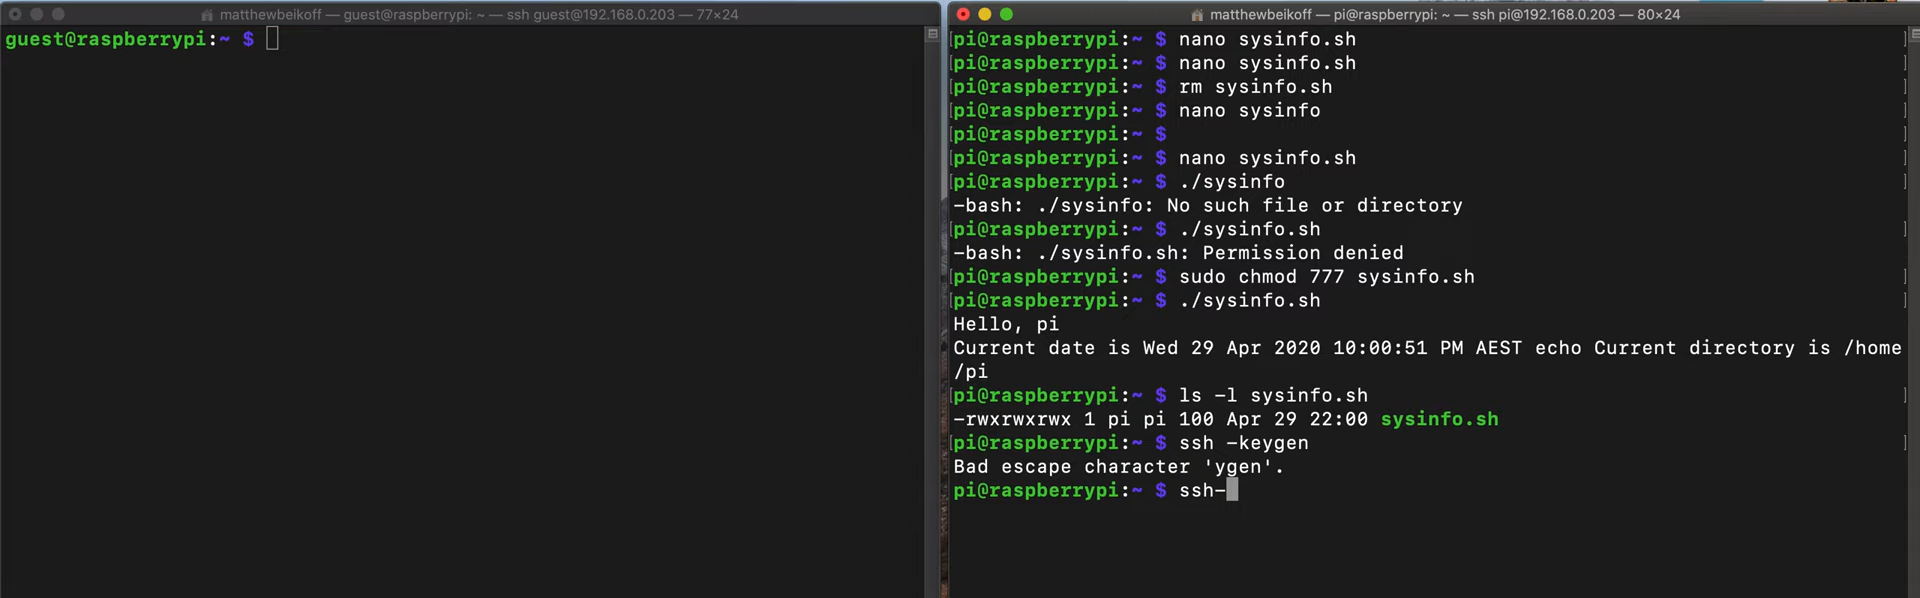 matthewbeikoff — guest@raspberrypi: ~ — ssh guest@192.168.0.203 — 77×24
guest@raspberrypi:~ $
matthewbeikoff — pi@raspberrypi: ~ — ssh pi@192.168.0.203 — 80×24
[pi@raspberrypi:~ $ nano sysinfo.sh ]
[pi@raspberrypi:~ $ nano sysinfo.sh ]
[pi@raspberrypi:~ $ rm sysinfo.sh ]
[pi@raspberrypi:~ $ nano sysinfo ]
[pi@raspberrypi:~ $ ]
[pi@raspberrypi:~ $ nano sysinfo.sh ]
[pi@raspberrypi:~ $ ./sysinfo ]
-bash: ./sysinfo: No such file or directory
[pi@raspberrypi:~ $ ./sysinfo.sh ]
-bash: ./sysinfo.sh: Permission denied
[pi@raspberrypi:~ $ sudo chmod 777 sysinfo.sh ]
[pi@raspberrypi:~ $ ./sysinfo.sh ]
Hello, pi
Current date is Wed 29 Apr 2020 10:00:51 PM AEST echo Current directory is /home
/pi
[pi@raspberrypi:~ $ ls -l sysinfo.sh ]
-rwxrwxrwx 1 pi pi 100 Apr 29 22:00 sysinfo.sh
[pi@raspberrypi:~ $ ssh -keygen ]
Bad escape character 'ygen'.
pi@raspberrypi:~ $ ssh-